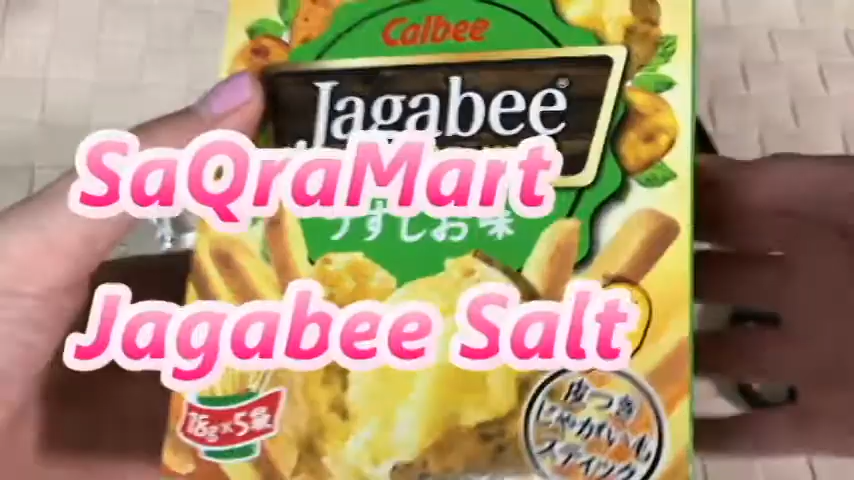 Calbee
Jagabee
SaQraMart
うすしお味
Jagabee Salt
18g×5袋
皮つき
じゃがいも
スティック